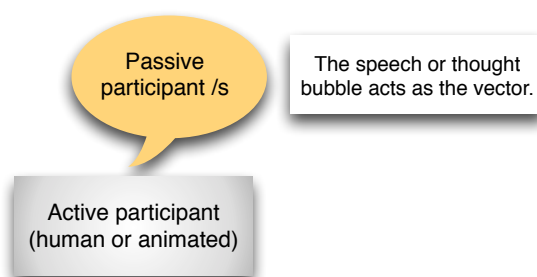 Passive
participant /s
The speech or thought
bubble acts as the vector.
Active participant
(human or animated)